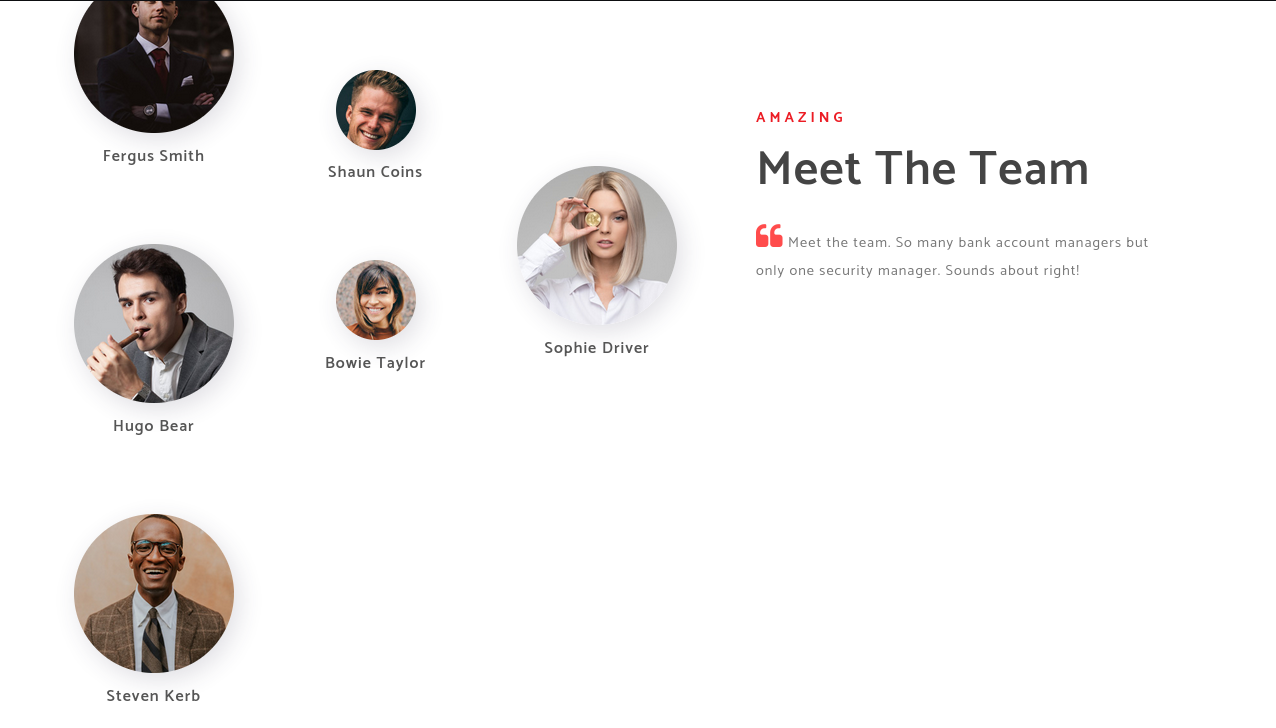 Fergus Smith
Shaun Coins
Sophie Driver
Hugo Bear
Bowie Taylor
Steven Kerb
AMAZING
Meet The Team
❝ Meet the team. So many bank account managers but
only one security manager. Sounds about right!